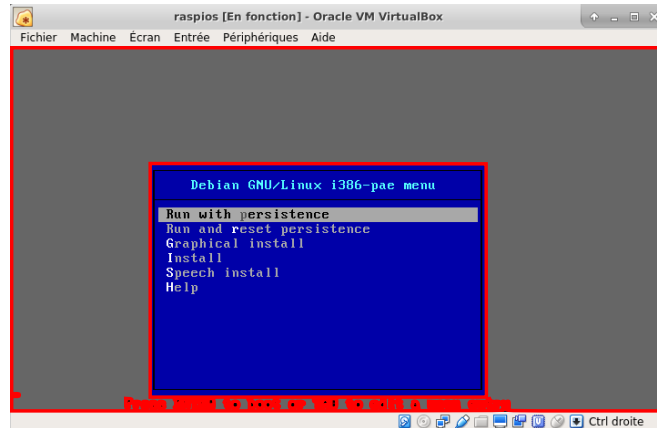 raspios [En fonction] - Oracle VM VirtualBox
Fichier Machine Écran Entrée Périphériques Aide
Debian GNU/Linux i386-pae menu
Run with persistence
Run and reset persistence
Graphical install
Install
Speech install
Help
Ctrl droite